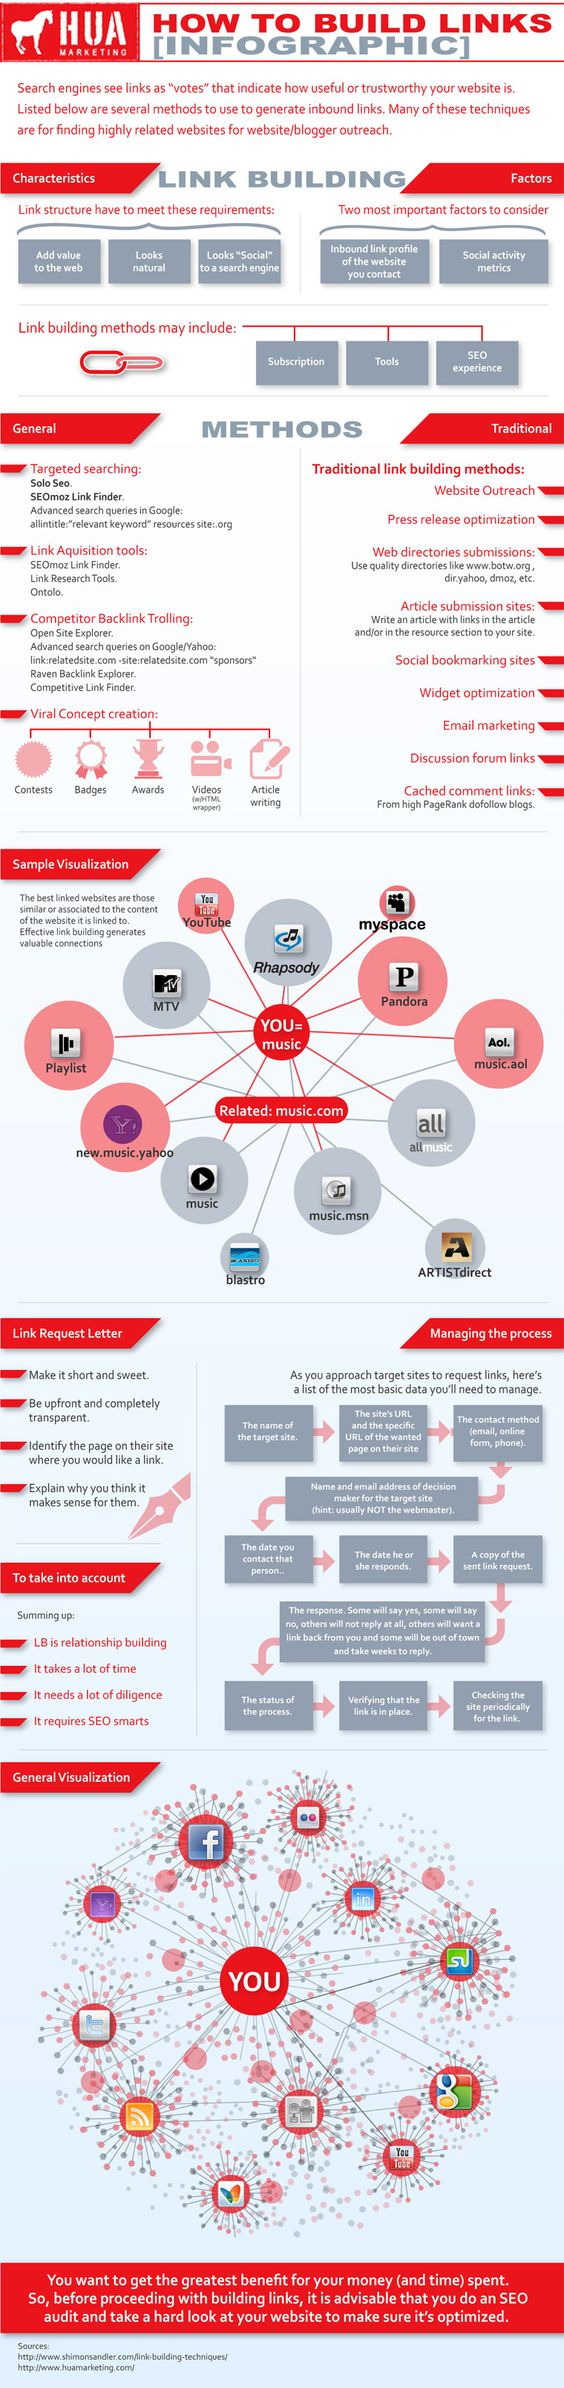 HUA
MARKETING
HOW TO BUILD LINKS
[INFOGRAPHIC]
Search engines see links as "votes" that indicate how useful or trustworthy your website is.
Listed below are several methods to use to generate inbound links. Many of these techniques
are for finding highly related websites for website/blogger outreach.
Characteristics
LINK BUILDING
Factors
Link structure have to meet these requirements:
Add value
to the web
Looks
natural
Looks "Social"
to a search engine
Two most important factors to consider
Inbound link profile
of the website
you contact
Social activity
metrics
Link building methods may include:
Subscription
Tools
SEO
experience
General
METHODS
Traditional
Targeted searching:
Solo Seo.
SEOmoz Link Finder.
Advanced search queries in Google:
allintitle:"relevant keyword" resources site:.org
Link Aquisition tools:
SEOmoz Link Finder.
Link Research Tools.
Ontolo.
Competitor Backlink Trolling:
Open Site Explorer.
Advanced search queries on Google/Yahoo:
link:relatedsite.com -site:relatedsite.com "sponsors"
Raven Backlink Explorer.
Competitive Link Finder.
Viral Concept creation:
Contests
Badges
Awards
Videos
(w/HTML
wrapper)
Article
writing
Traditional link building methods:
Website Outreach
Press release optimization
Web directories submissions:
Use quality directories like www.botw.org ,
dir.yahoo, dmoz, etc.
Article submission sites:
Write an article with links in the article
and/or in the resource section to your site.
Social bookmarking sites
Widget optimization
Email marketing
Discussion forum links
Cached comment links:
From high PageRank dofollow blogs.
Sample Visualization
The best linked websites are those
similar or associated to the content
of the website it is linked to.
Effective link building generates
valuable connections
You
Tube
YouTube
myspace
Rhapsody
MTV
MTV
P
Pandora
YOU=
music
Playlist
Aol.
music.aol
Related: music.com
Y!
new.music.yahoo
all
allmusic
music
music.msn
BLASTRO
blastro
A
ARTISTdirect
Link Request Letter
Make it short and sweet.
Be upfront and completely
transparent.
Identify the page on their site
where you would like a link.
Explain why you think it
makes sense for them.
To take into account
Summing up:
LB is relationship building
It takes a lot of time
It needs a lot of diligence
It requires SEO smarts
Managing the process
As you approach target sites to request links, here's
a list of the most basic data you'll need to manage.
The name of
the target site.
The site's URL
and the specific
URL of the wanted
page on their site
The contact method
(email, online
form, phone).
Name and email address of decision
maker for the target site
(hint: usually NOT the webmaster).
The date you
contact that
person..
The date he or
she responds.
A copy of the
sent link request.
The response. Some will say yes, some will say
no, others will not reply at all, others will want a
link back from you and some will be out of town
and take weeks to reply.
The status of
the process.
Verifying that the
link is in place.
Checking the
site periodically
for the link.
General Visualization
f
Y!
in
YOU
t
g
You
Tube
You want to get the greatest benefit for your money (and time) spent.
So, before proceeding with building links, it is advisable that you do an SEO
audit and take a hard look at your website to make sure it's optimized.
Sources:
http://www.shimonsandler.com/link-building-techniques/
http://www.huamarketing.com/